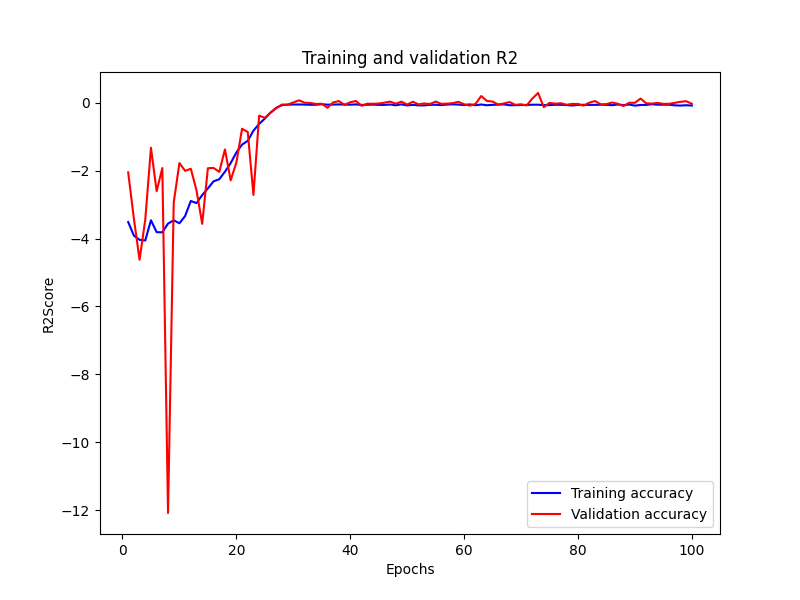 Training and validation R2
R2Score
0
−2
−4
−6
−8
−10
−12
0 20 40 60 80 100
Epochs
Training accuracy
Validation accuracy